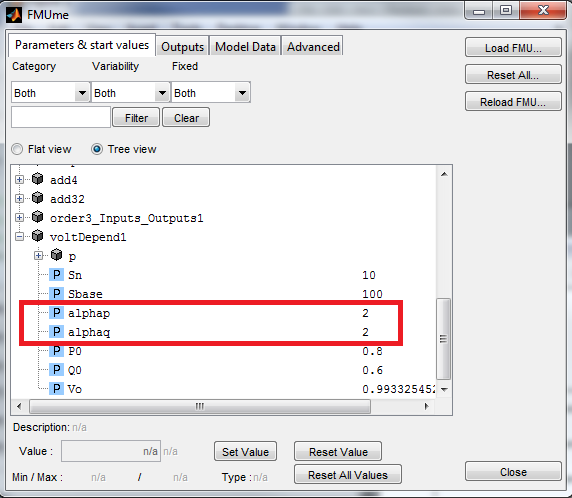 FMUme
Parameters & start values Outputs Model Data Advanced
Load FMU...
Reset All...
Reload FMU...
Category Variability Fixed
Both Both Both
Filter Clear
Flat view Tree view
add4
add32
order3_Inputs_Outputs1
voltDepend1
p
P Sn 10
P Sbase 100
P alphap 2
P alphaq 2
P P0 0.8
P Q0 0.6
P Vo 0.993325452
Description: n/a
Value : n/a n/a Set Value Reset Value
Min / Max : n/a / n/a Type : n/a Reset All Values
Close